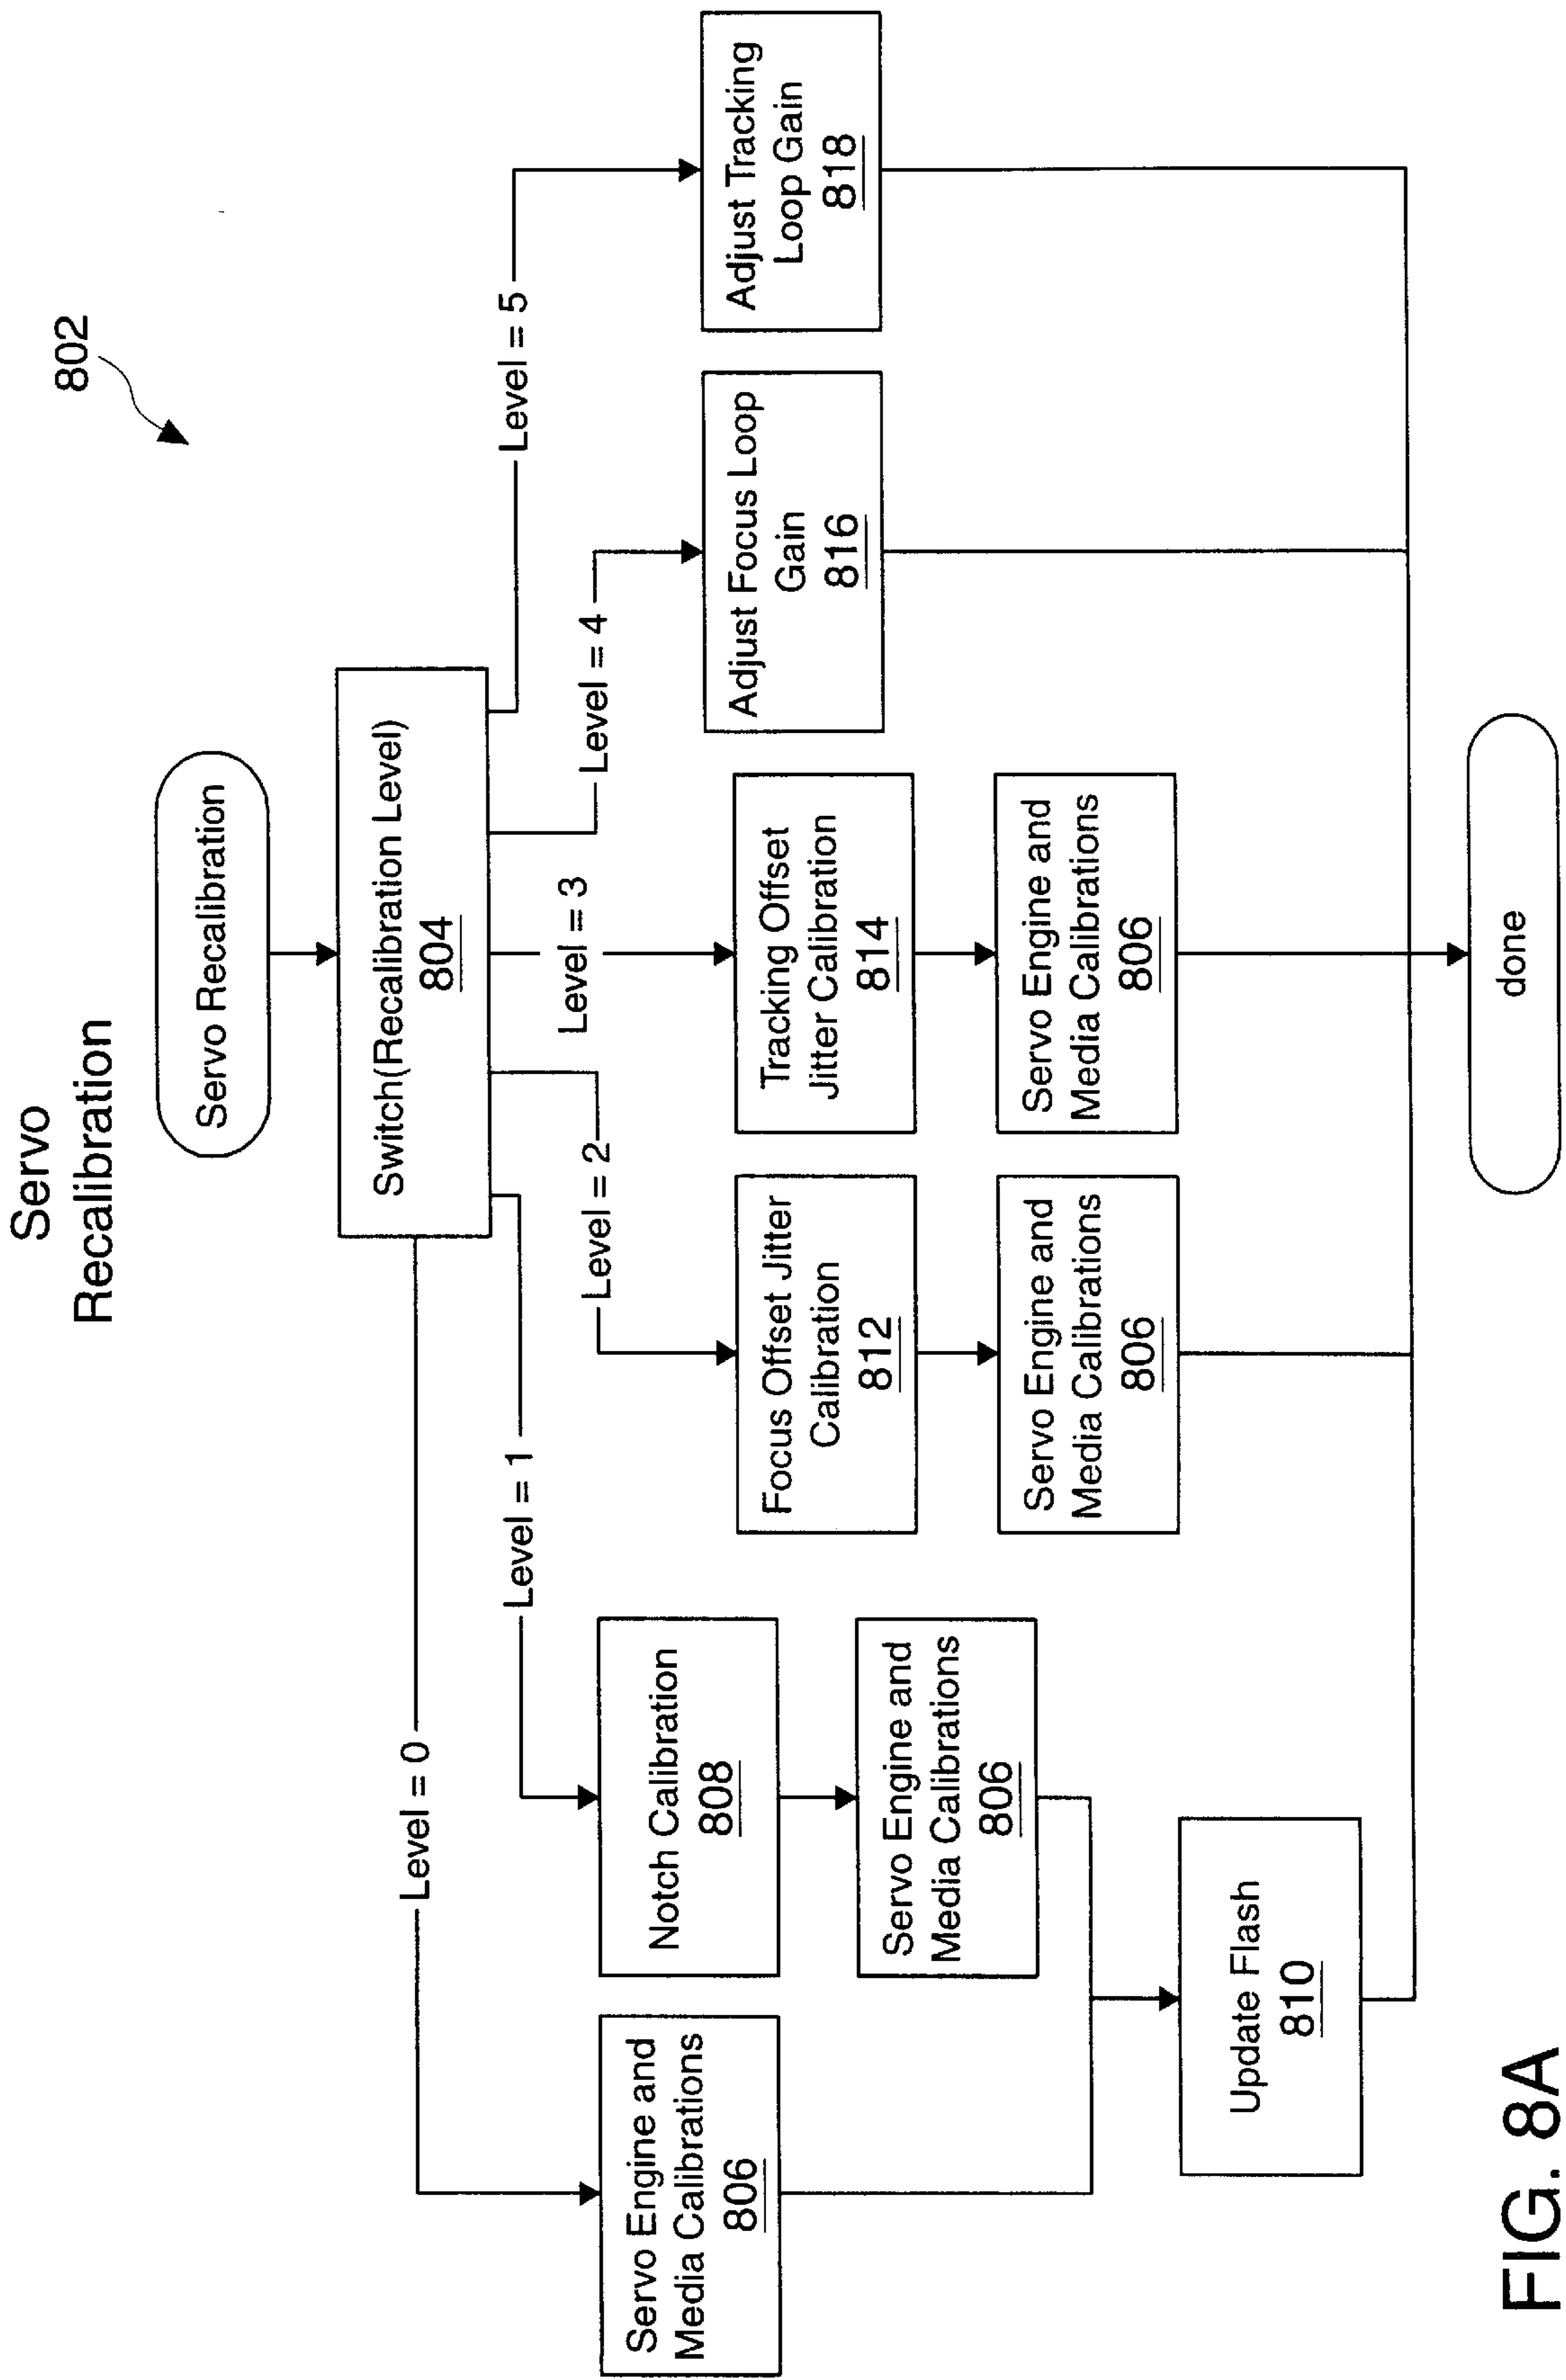 Servo
Recalibration
802
Servo Recalibration
Switch(Recalibration Level)
804
Level = 0
Level = 1
Level = 2
Level = 3
Level = 4
Level = 5
Servo Engine and
Media Calibrations
806
Notch Calibration
808
Servo Engine and
Media Calibrations
806
Update Flash
810
Focus Offset Jitter
Calibration
812
Servo Engine and
Media Calibrations
806
Tracking Offset
Jitter Calibration
814
Servo Engine and
Media Calibrations
806
Adjust Focus Loop
Gain
816
Adjust Tracking
Loop Gain
818
done
FIG. 8A